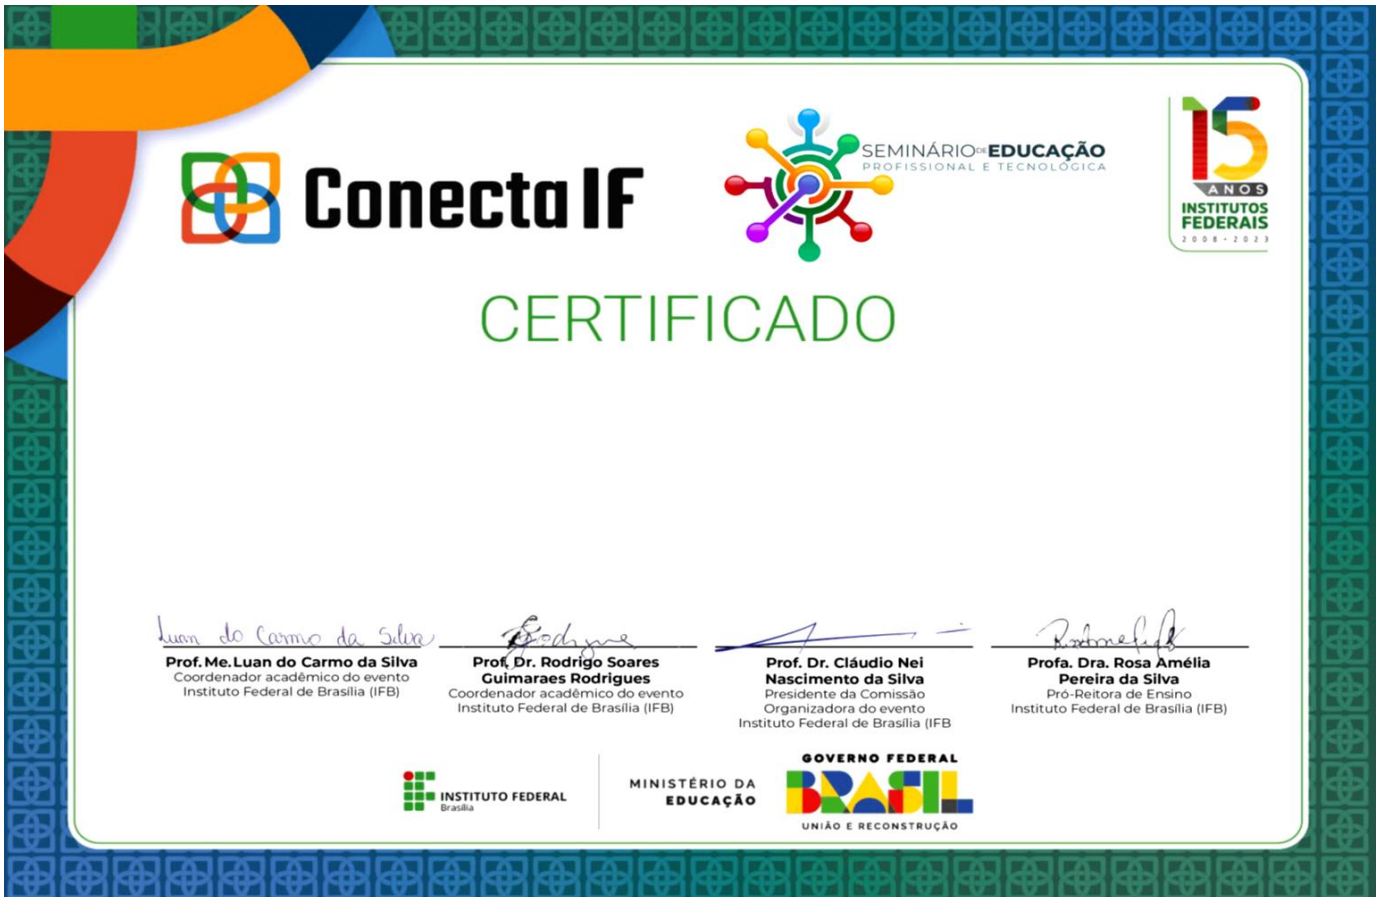 Conecta IF
SEMINÁRIO DE EDUCAÇÃO
PROFISSIONAL E TECNOLÓGICA
15
ANOS
INSTITUTOS
FEDERAIS
2008 - 2023
CERTIFICADO
Luan do Carmo da Silva
Prof. Me. Luan do Carmo da Silva
Coordenador acadêmico do evento
Instituto Federal de Brasília (IFB)
Prof. Dr. Rodrigo Soares
Guimaraes Rodrigues
Coordenador acadêmico do evento
Instituto Federal de Brasília (IFB)
Prof. Dr. Cláudio Nei
Nascimento da Silva
Presidente da Comissão
Organizadora do evento
Instituto Federal de Brasília (IFB
Profa. Dra. Rosa Amélia
Pereira da Silva
Pró-Reitora de Ensino
Instituto Federal de Brasília (IFB)
INSTITUTO FEDERAL
Brasília
MINISTÉRIO DA
EDUCAÇÃO
GOVERNO FEDERAL
BRASIL
UNIÃO E RECONSTRUÇÃO